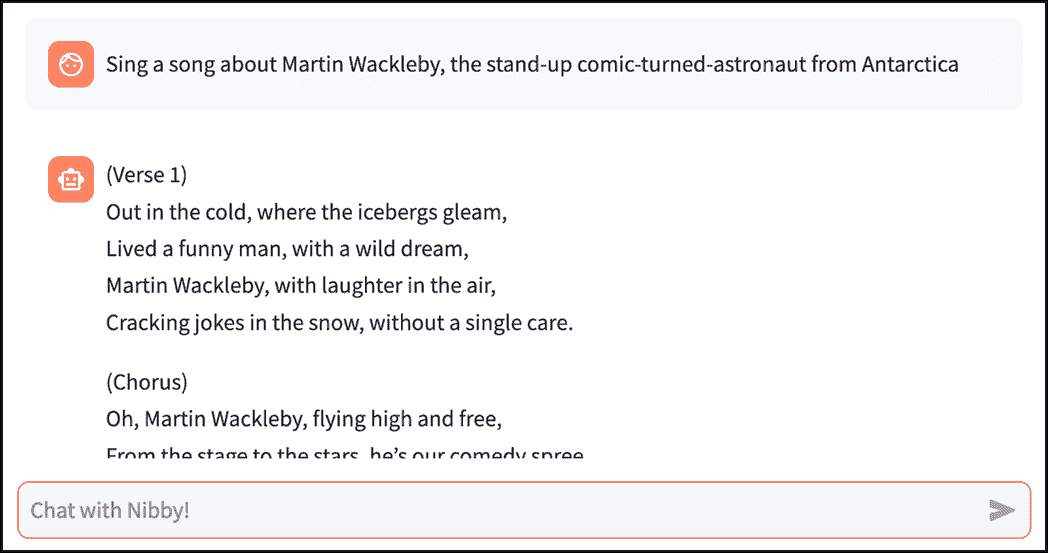 Sing a song about Martin Wackleby, the stand-up comic-turned-astronaut from Antarctica
(Verse 1)
Out in the cold, where the icebergs gleam,
Lived a funny man, with a wild dream,
Martin Wackleby, with laughter in the air,
Cracking jokes in the snow, without a single care.
(Chorus)
Oh, Martin Wackleby, flying high and free,
From the stage to the stars, he’s our comedy spree
Chat with Nibby!